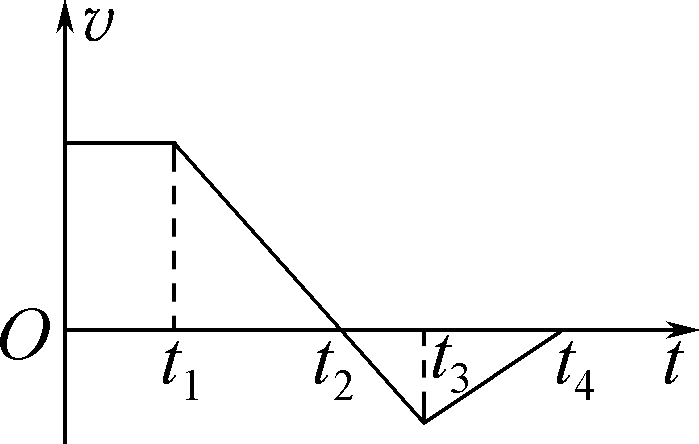 v
O
t₁ t₂ t₃ t₄ t